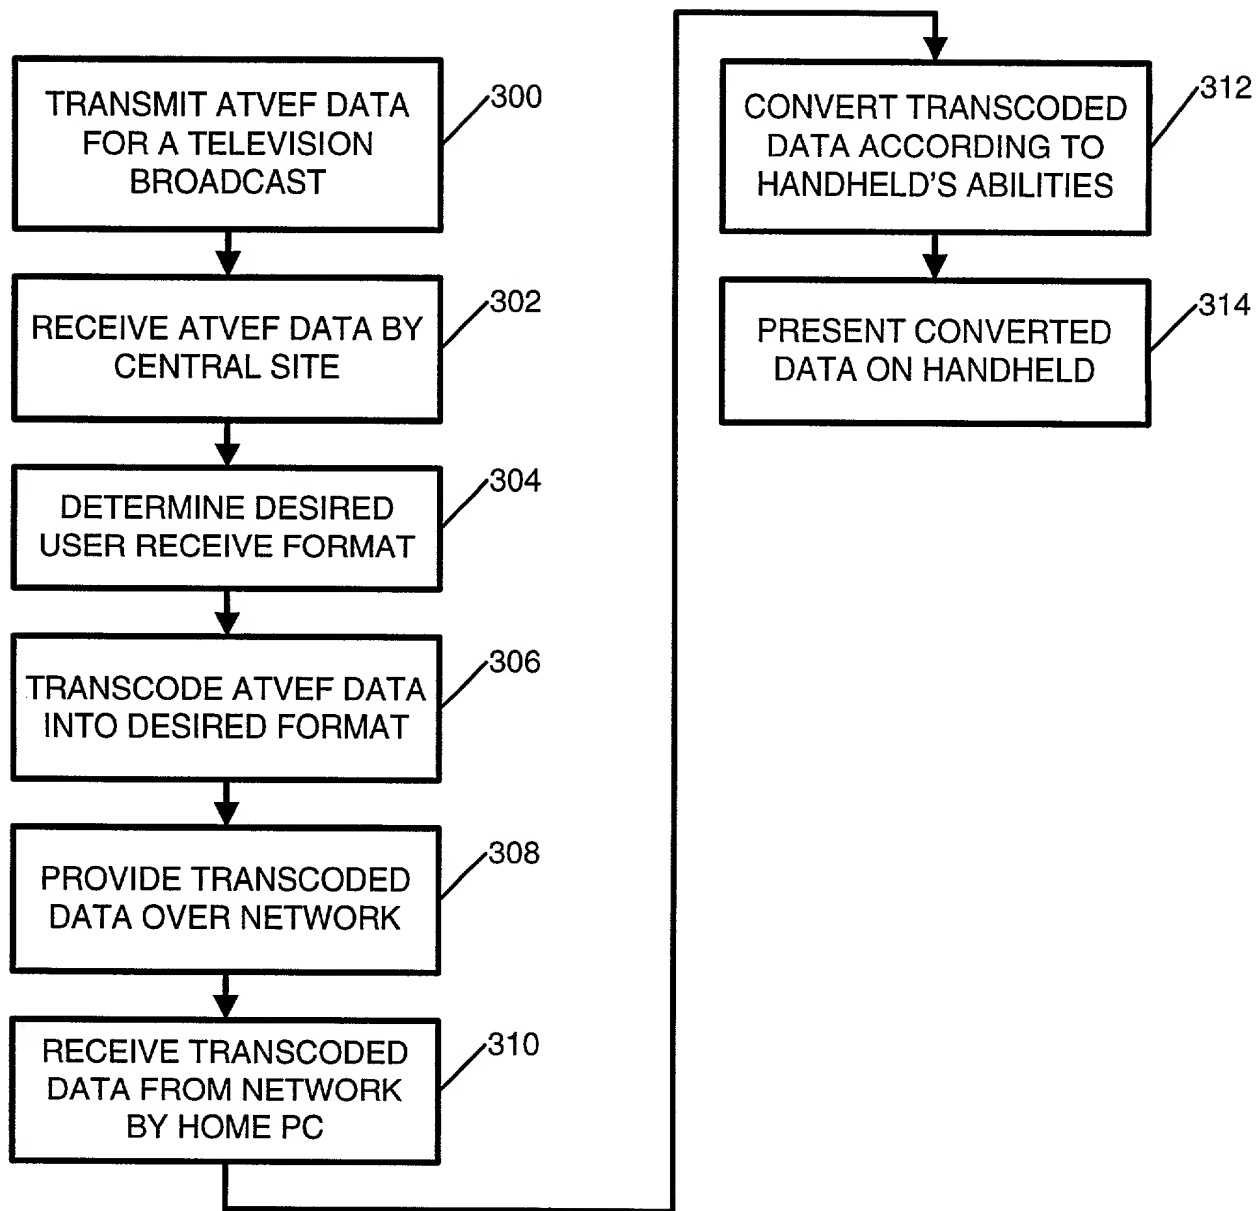 TRANSMIT ATVEF DATA
FOR A TELEVISION
BROADCAST
300
RECEIVE ATVEF DATA BY
CENTRAL SITE
302
DETERMINE DESIRED
USER RECEIVE FORMAT
304
TRANSCODE ATVEF DATA
INTO DESIRED FORMAT
306
PROVIDE TRANSCODED
DATA OVER NETWORK
308
RECEIVE TRANSCODED
DATA FROM NETWORK
BY HOME PC
310
CONVERT TRANSCODED
DATA ACCORDING TO
HANDHELD'S ABILITIES
312
PRESENT CONVERTED
DATA ON HANDHELD
314